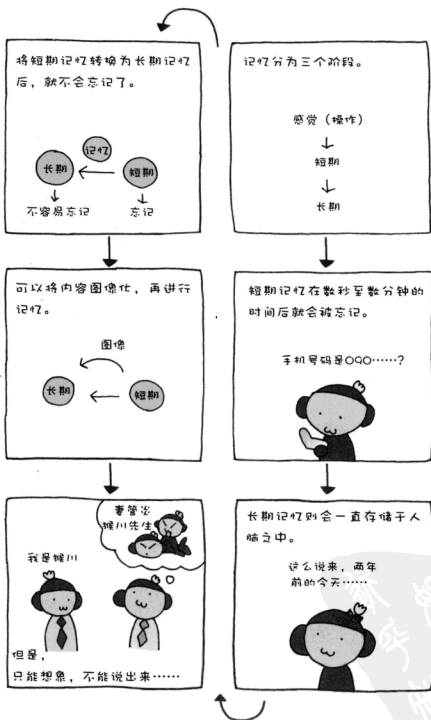 记忆分为三个阶段。
感觉（操作）
短期
长期
短期记忆在数秒至数分钟的
时间后就会被忘记。
手机号码是090……？
长期记忆则会一直存储于人
脑之中。
这么说来，两年
前的今天……
将短期记忆转换为长期记忆
后，就不会忘记了。
记忆
长期
短期
不容易忘记
忘记
可以将内容图像化，再进行
记忆。
图像
长期
短期
妻管炎
猴川先生
我是猴川
但是，
只能想象，不能说出来……